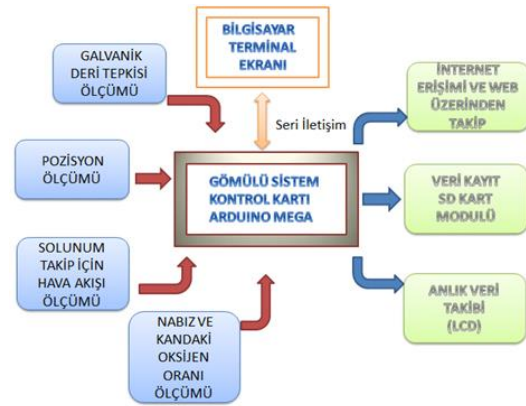 GALVANİK
DERİ TEPKİSİ
ÖLÇÜMÜ
BİLGİSAYAR
TERMİNAL
EKRANI
İNTERNET
ERİŞİMİ VE WEB
ÜZERİNDEN
TAKİP
Seri İletişim
POZİSYON
ÖLÇÜMÜ
GÖMÜLÜ SİSTEM
KONTROL KARTI
ARDUINO MEGA
VERİ KAYIT
SD KART
MODULÜ
SOLUNUM
TAKİP İÇİN
HAVA AKIŞI
ÖLÇÜMÜ
ANLIK VERİ
TAKİBİ
(LCD)
NABIZ VE
KANDAKİ
OKSİJEN
ORANI
ÖLÇÜMÜ